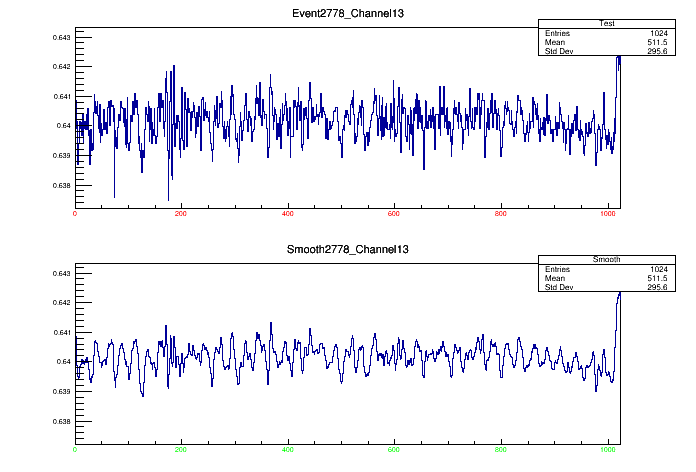 Event2778_Channel13
Test
Entries 1024
Mean 511.5
Std Dev 295.6
0.643
0.642
0.641
0.64
0.639
0.638
0 200 400 600 800 1000
Smooth2778_Channel13
Smooth
Entries 1024
Mean 511.5
Std Dev 295.6
0.643
0.642
0.641
0.64
0.639
0.638
0 200 400 600 800 1000